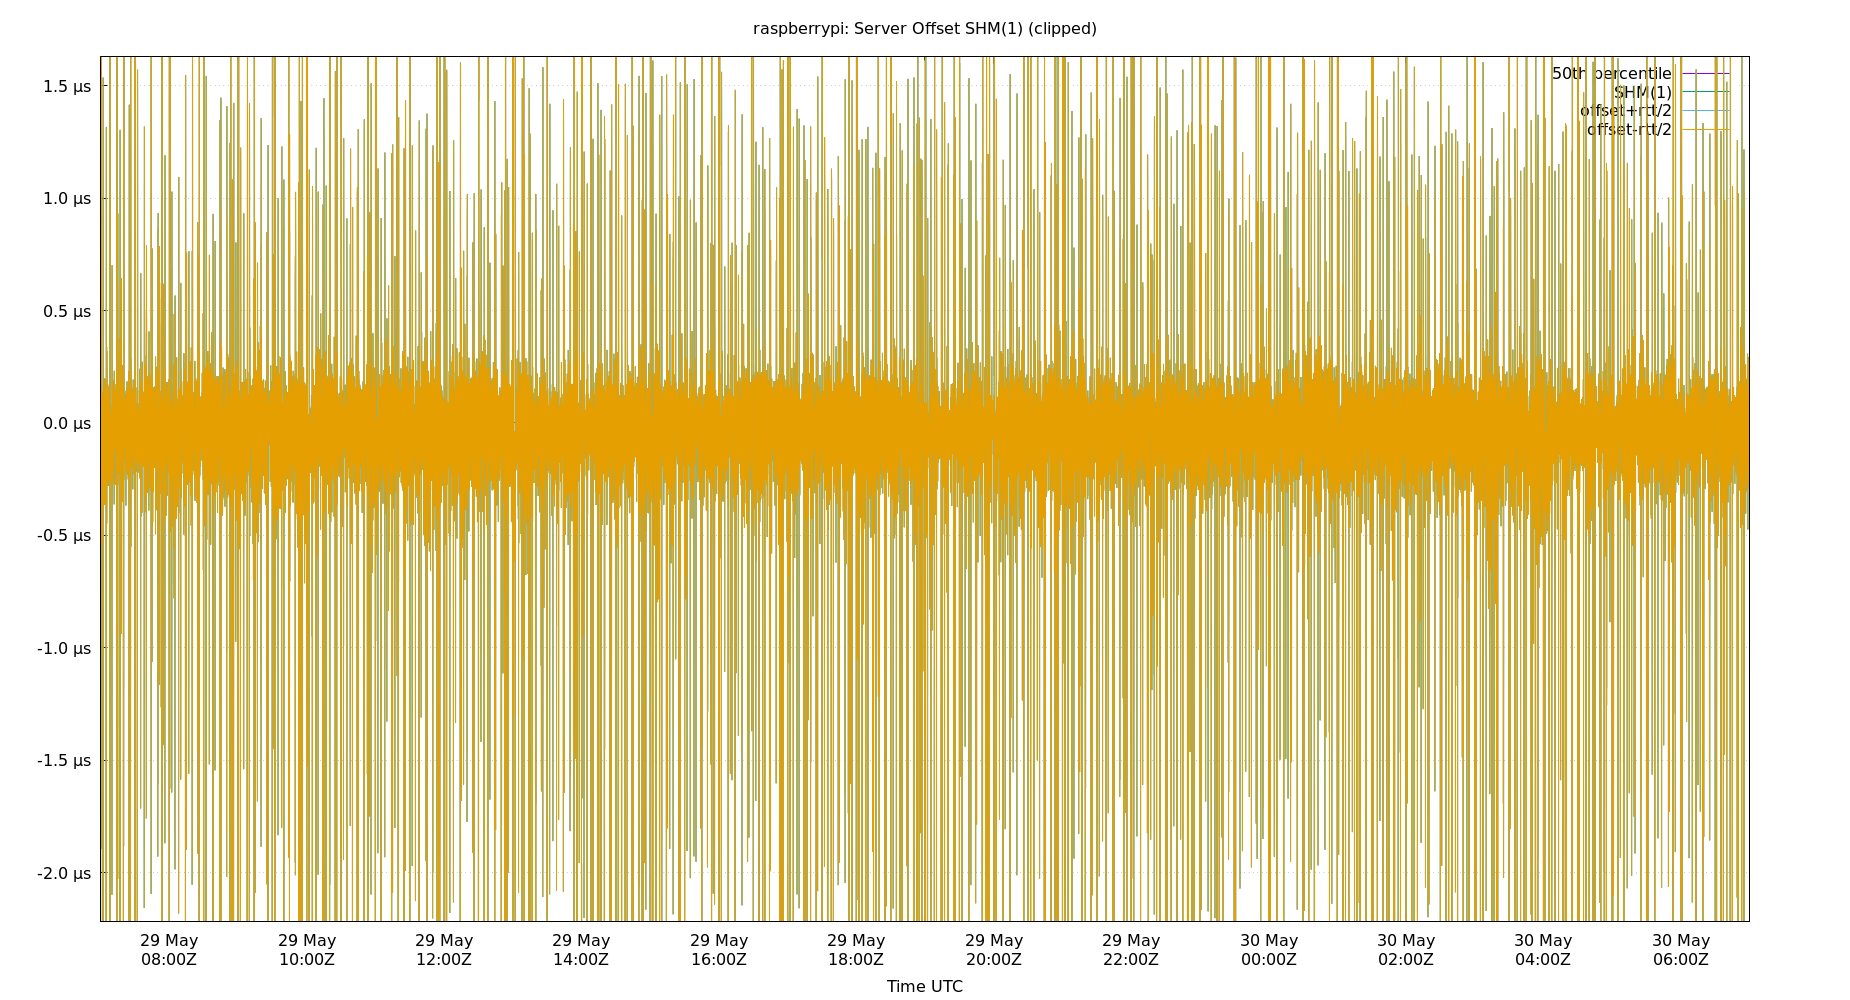 raspberrypi: Server Offset SHM(1) (clipped)
1.5 µs
1.0 µs
0.5 µs
0.0 µs
-0.5 µs
-1.0 µs
-1.5 µs
-2.0 µs
50th percentile
SHM(1)
offset+rtt/2
offset-rtt/2
29 May 29 May 29 May 29 May 29 May 29 May 29 May 29 May 30 May 30 May 30 May 30 May
08:00Z 10:00Z 12:00Z 14:00Z 16:00Z 18:00Z 20:00Z 22:00Z 00:00Z 02:00Z 04:00Z 06:00Z
Time UTC